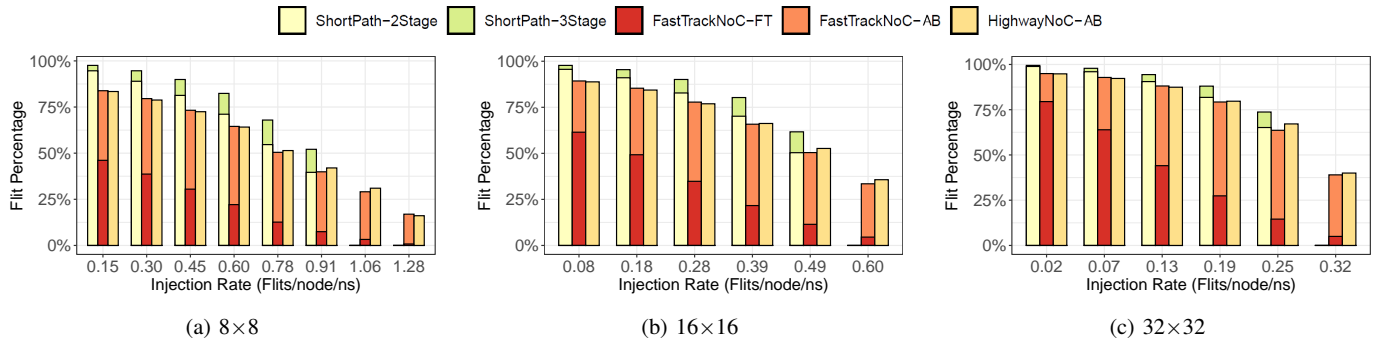 ShortPath-2Stage ShortPath-3Stage FastTrackNoC-FT FastTrackNoC-AB HighwayNoC-AB
Flit Percentage
100%
75%
50%
25%
0%
0.15 0.30 0.45 0.60 0.78 0.91 1.06 1.28
Injection Rate (Flits/node/ns)
(a) 8×8
Flit Percentage
100%
75%
50%
25%
0%
0.08 0.18 0.28 0.39 0.49 0.60
Injection Rate (Flits/node/ns)
(b) 16×16
Flit Percentage
100%
75%
50%
25%
0%
0.02 0.07 0.13 0.19 0.25 0.32
Injection Rate (Flits/node/ns)
(c) 32×32